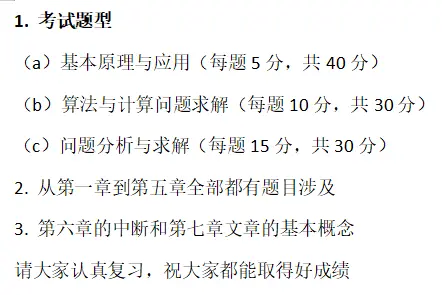 1. 考试题型
（a）基本原理与应用（每题 5 分，共 40 分）
（b）算法与计算问题求解（每题 10 分，共 30 分）
（c）问题分析与求解（每题 15 分，共 30 分）
2. 从第一章到第五章全部都有题目涉及
3. 第六章的中断和第七章文章的基本概念
请大家认真复习，祝大家都能取得好成绩